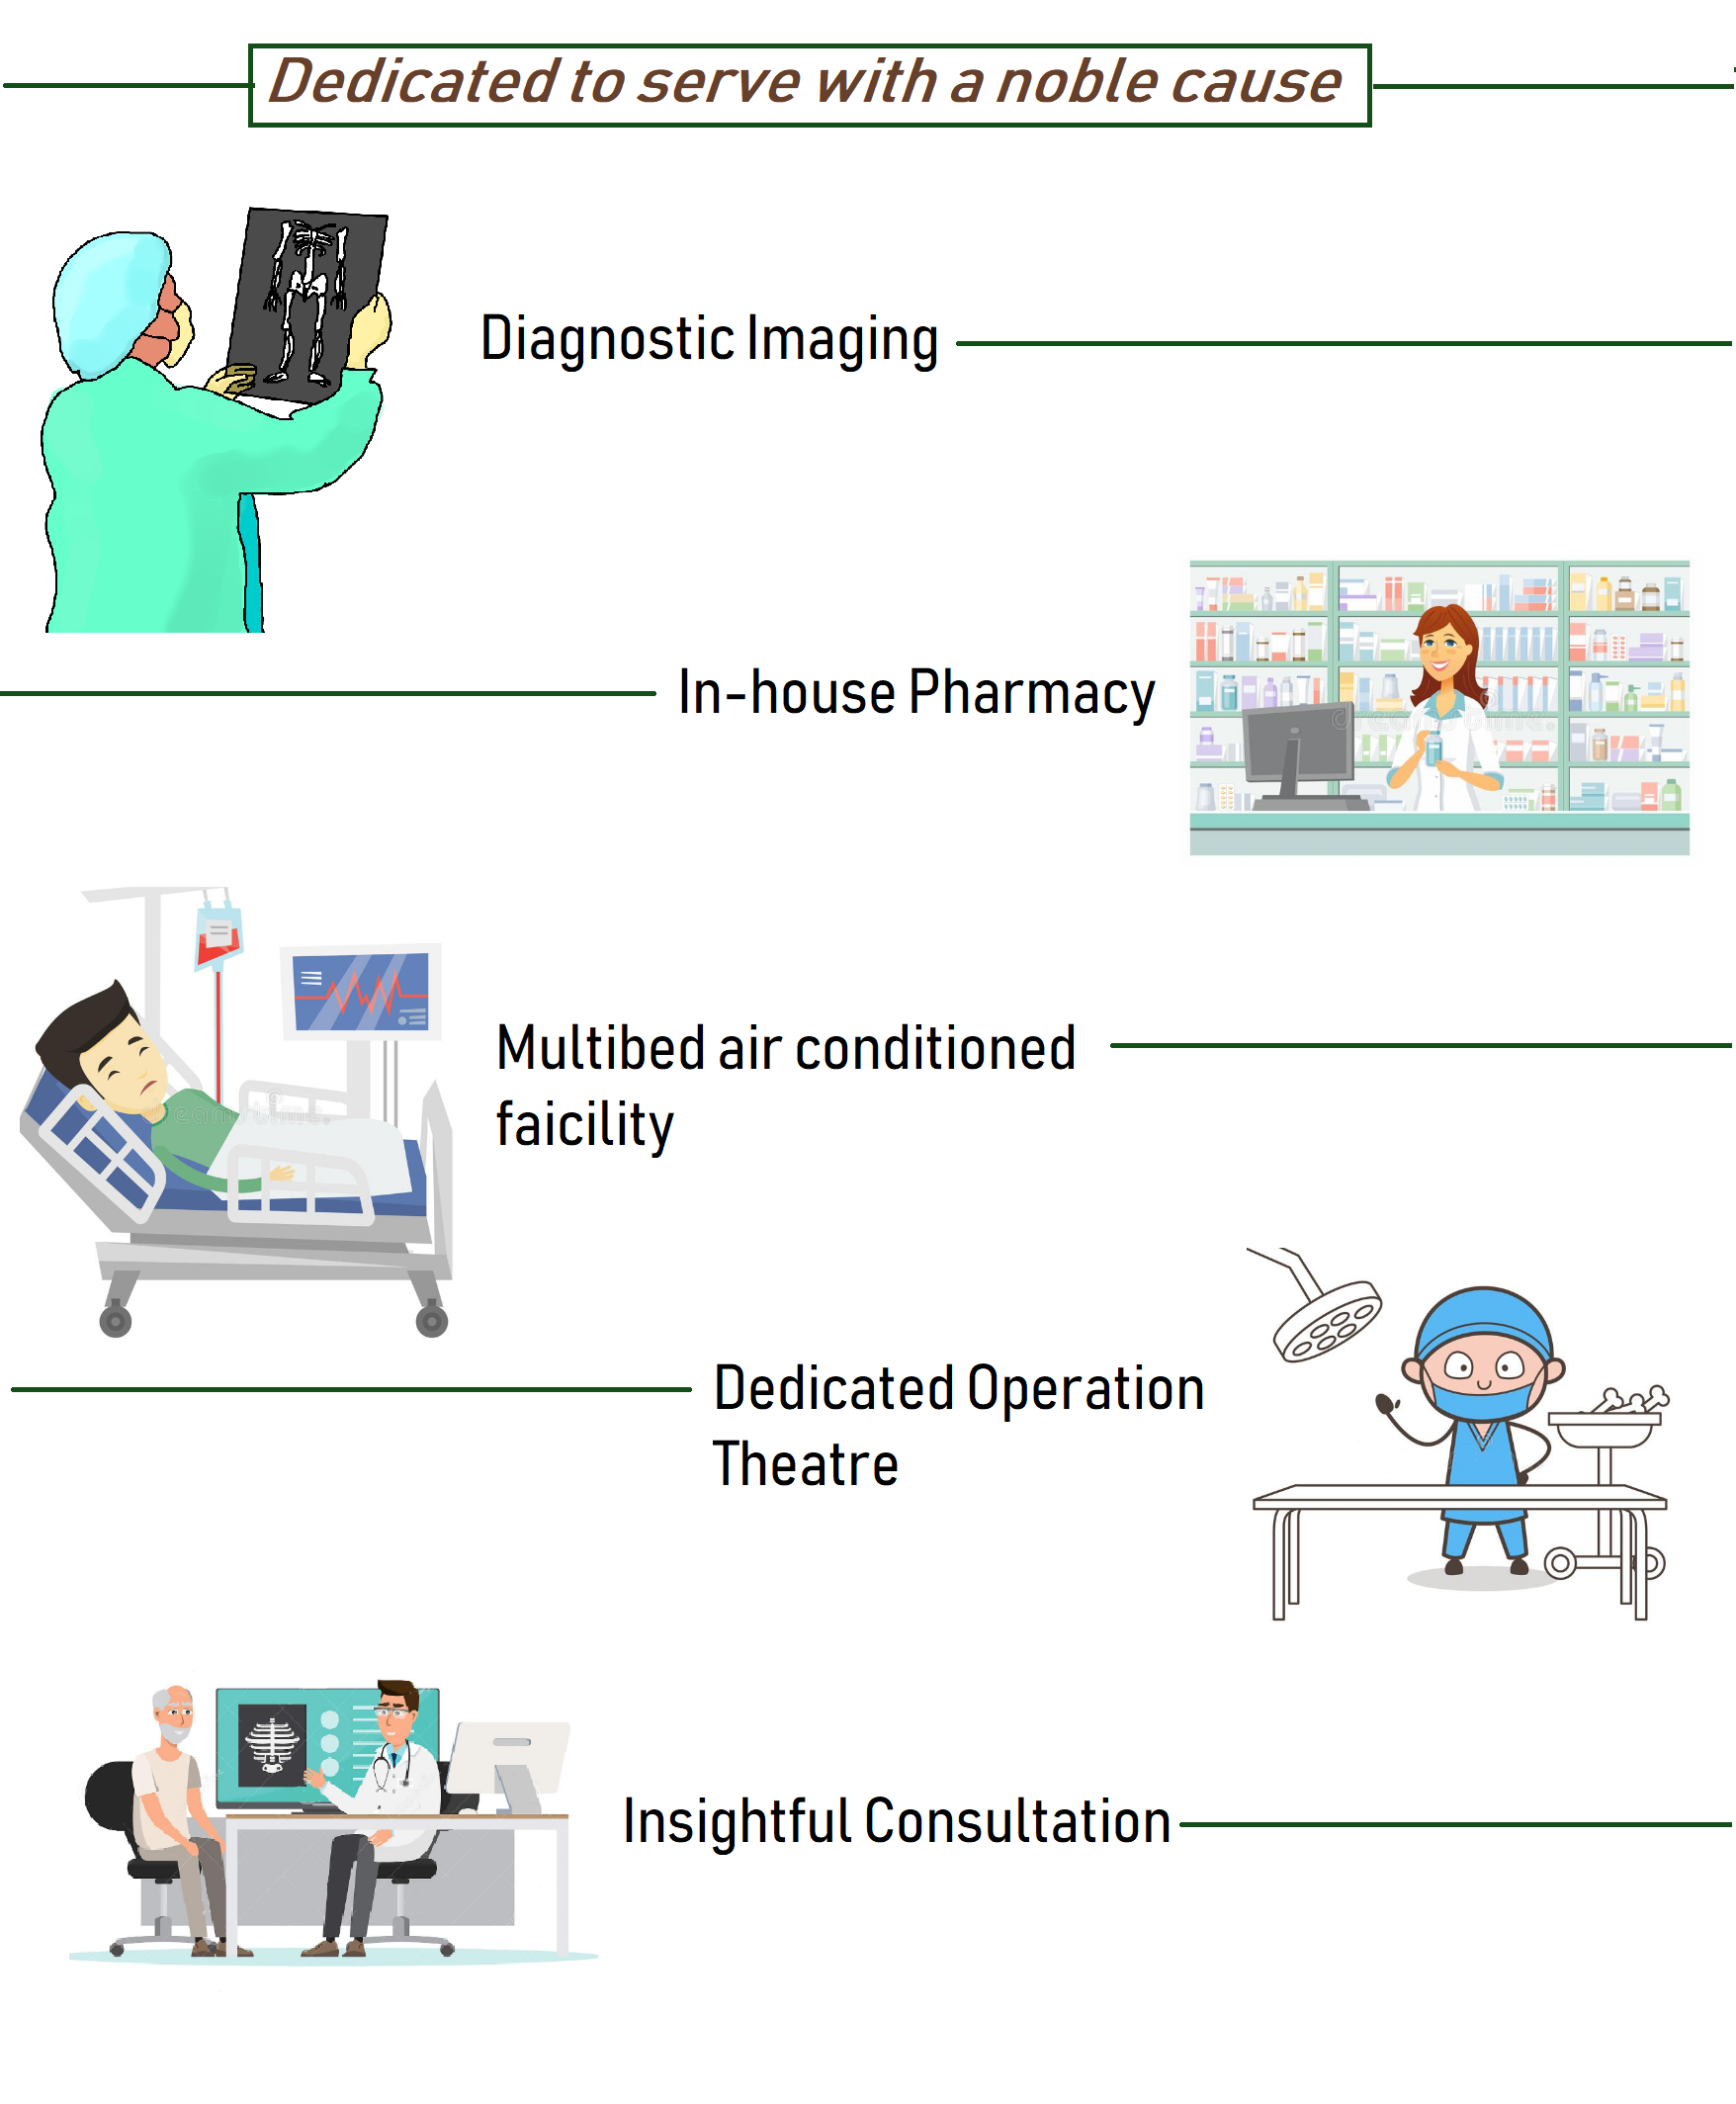 Dedicated to serve with a noble cause
Diagnostic Imaging
In-house Pharmacy
Multibed air conditioned
faicility
Dedicated Operation
Theatre
Insightful Consultation